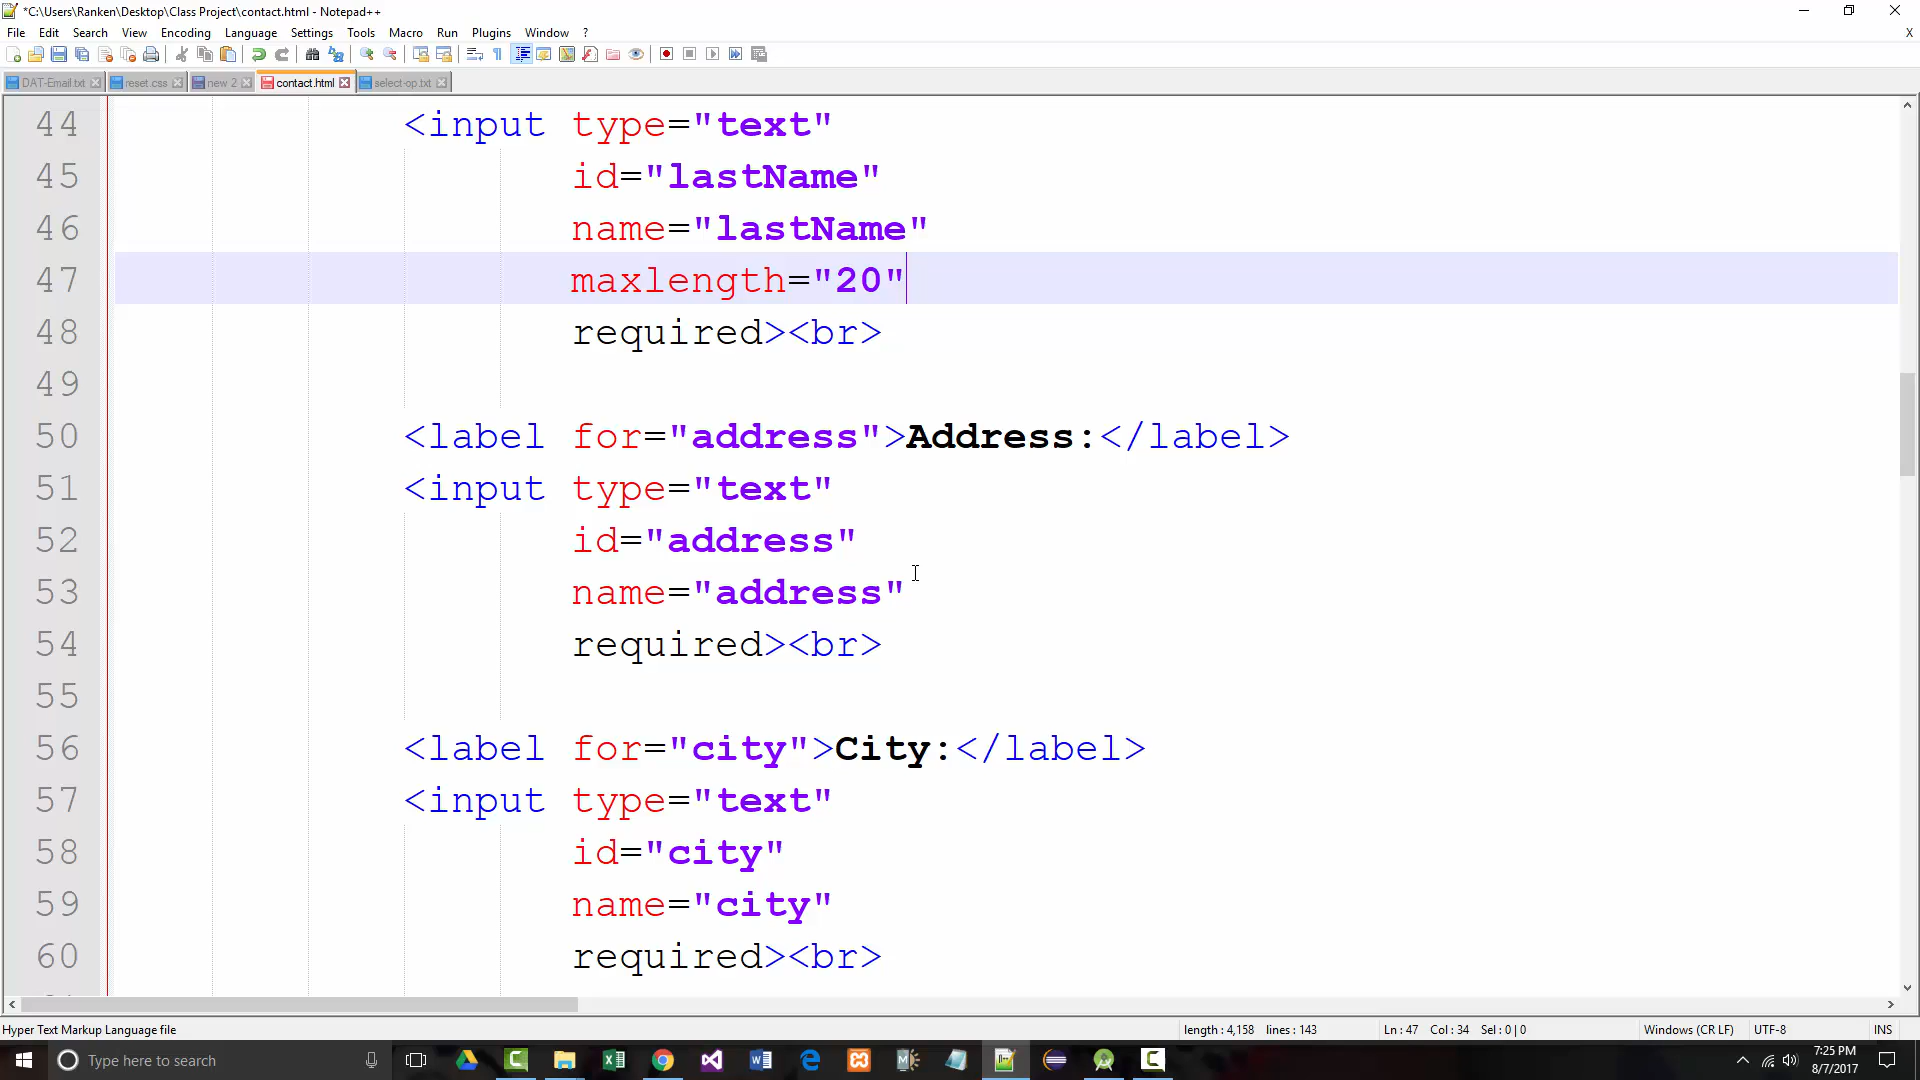 *C:\Users\Ranken\Desktop\Class Project\contact.html - Notepad++
File Edit Search View Encoding Language Settings Tools Macro Run Plugins Window ? X
DAT-Email.txt reset.css new 2 contact.html select-op.txt
44 <input type="text"
45 id="lastName"
46 name="lastName"
47 maxlength="20"
48 required><br>
49
50 <label for="address">Address:</label>
51 <input type="text"
52 id="address"
53 name="address"
54 required><br>
55
56 <label for="city">City:</label>
57 <input type="text"
58 id="city"
59 name="city"
60 required><br>
Hyper Text Markup Language file length : 4,158 lines : 143 Ln : 47 Col : 34 Sel : 0 | 0 Windows (CR LF) UTF-8 INS
Type here to search
7:25 PM
8/7/2017